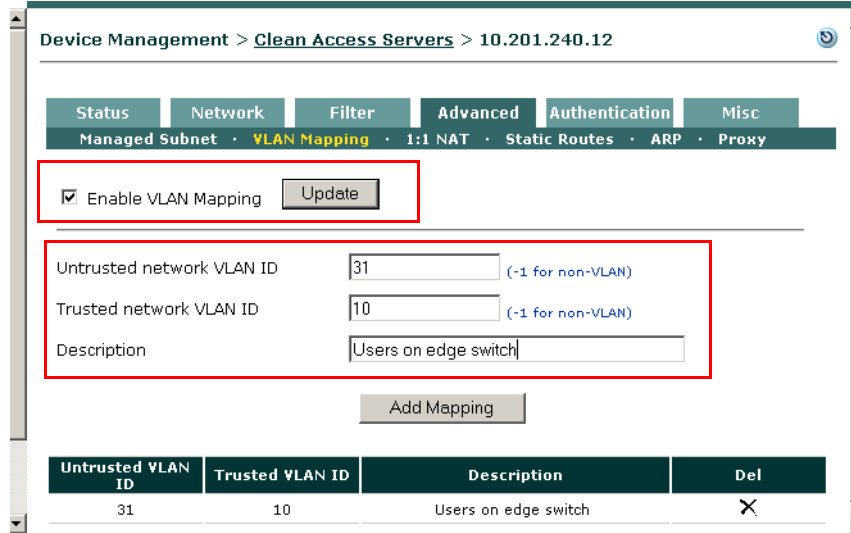 Device Management > Clean Access Servers > 10.201.240.12
Status Network Filter Advanced Authentication Misc
Managed Subnet · VLAN Mapping · 1:1 NAT · Static Routes · ARP · Proxy
Enable VLAN Mapping Update
Untrusted network VLAN ID 31 (-1 for non-VLAN)
Trusted network VLAN ID 10 (-1 for non-VLAN)
Description Users on edge switch
Add Mapping
Untrusted VLAN ID Trusted VLAN ID Description Del
31 10 Users on edge switch